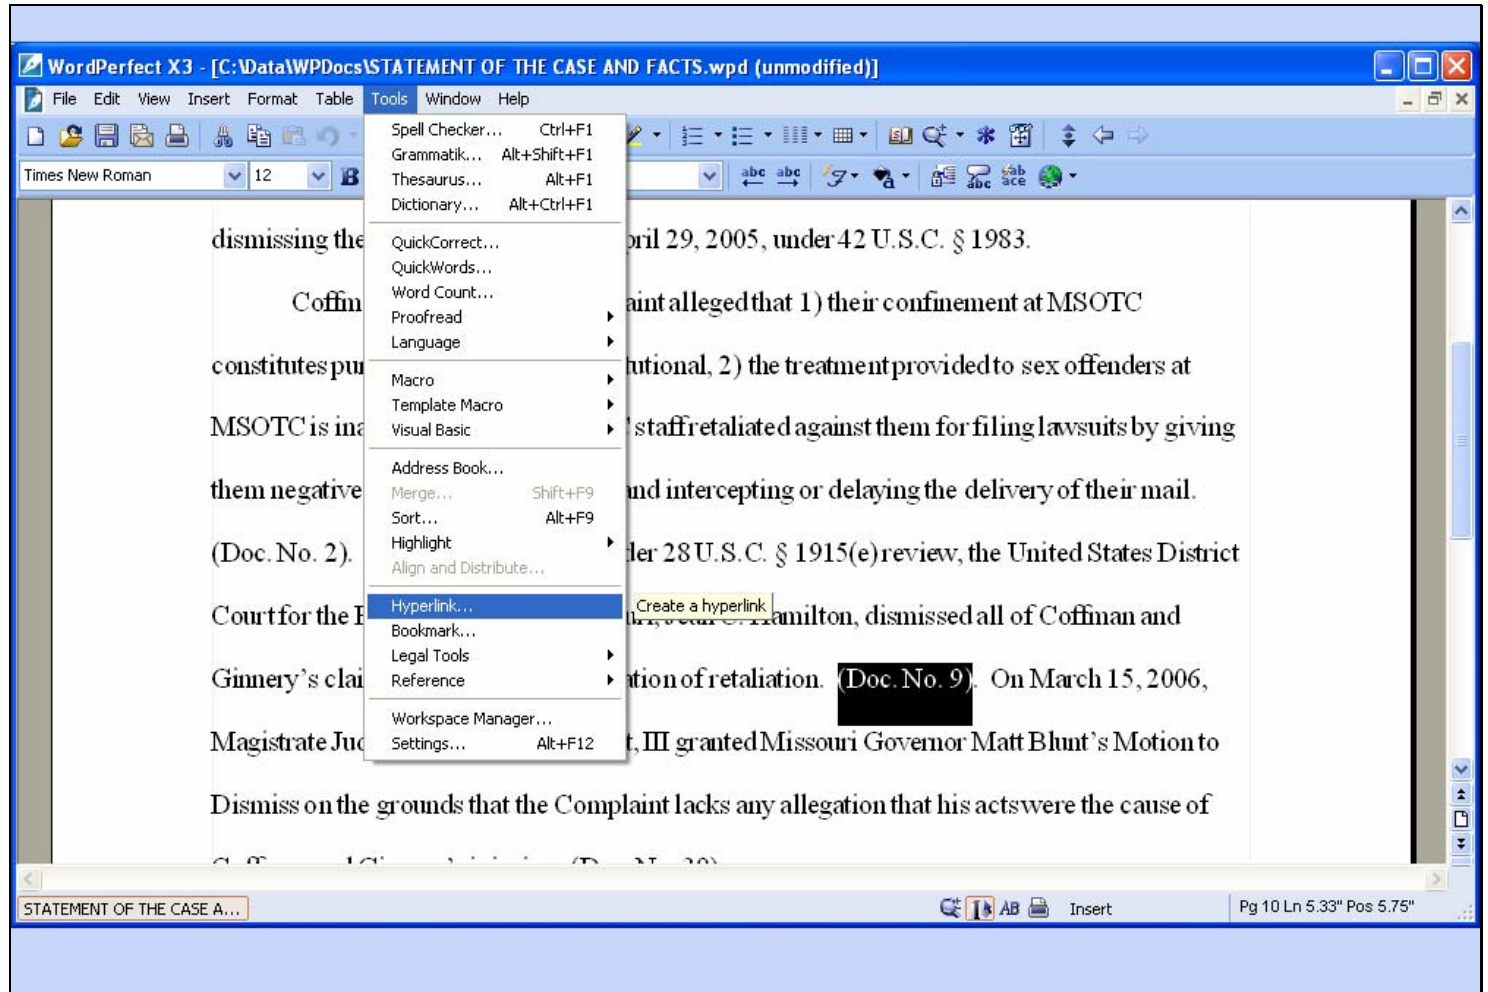 WordPerfect X3 - [C:\Data\WPDocs\STATEMENT OF THE CASE AND FACTS.wpd (unmodified)]
File Edit View Insert Format Table Tools Window Help
Times New Roman 12 B
Spell Checker... Ctrl+F1
Grammatik... Alt+Shift+F1
Thesaurus... Alt+F1
Dictionary... Alt+Ctrl+F1
QuickCorrect...
QuickWords...
Word Count...
Proofread
Language
Macro
Template Macro
Visual Basic
Address Book...
Merge... Shift+F9
Sort... Alt+F9
Highlight
Align and Distribute...
Hyperlink... Create a hyperlink
Bookmark...
Legal Tools
Reference
Workspace Manager...
Settings... Alt+F12
dismissing the pril 29, 2005, under 42 U.S.C. § 1983.
Coffin aint alleged that 1) their confinement at MSOTC
constitutes pun tutional, 2) the treatment provided to sex offenders at
MSOTC is ina staff retaliated against them for filing lawsuits by giving
them negative and intercepting or delaying the delivery of their mail.
(Doc. No. 2). der 28 U.S.C. § 1915(e) review, the United States District
Court for the E Hamilton, dismissed all of Coffman and
Ginnery’s clai ation of retaliation. (Doc. No. 9). On March 15, 2006,
Magistrate Jud t, III granted Missouri Governor Matt Blunt’s Motion to
Dismiss on the grounds that the Complaint lacks any allegation that his acts were the cause of
STATEMENT OF THE CASE A...
AB Insert Pg 10 Ln 5.33" Pos 5.75"